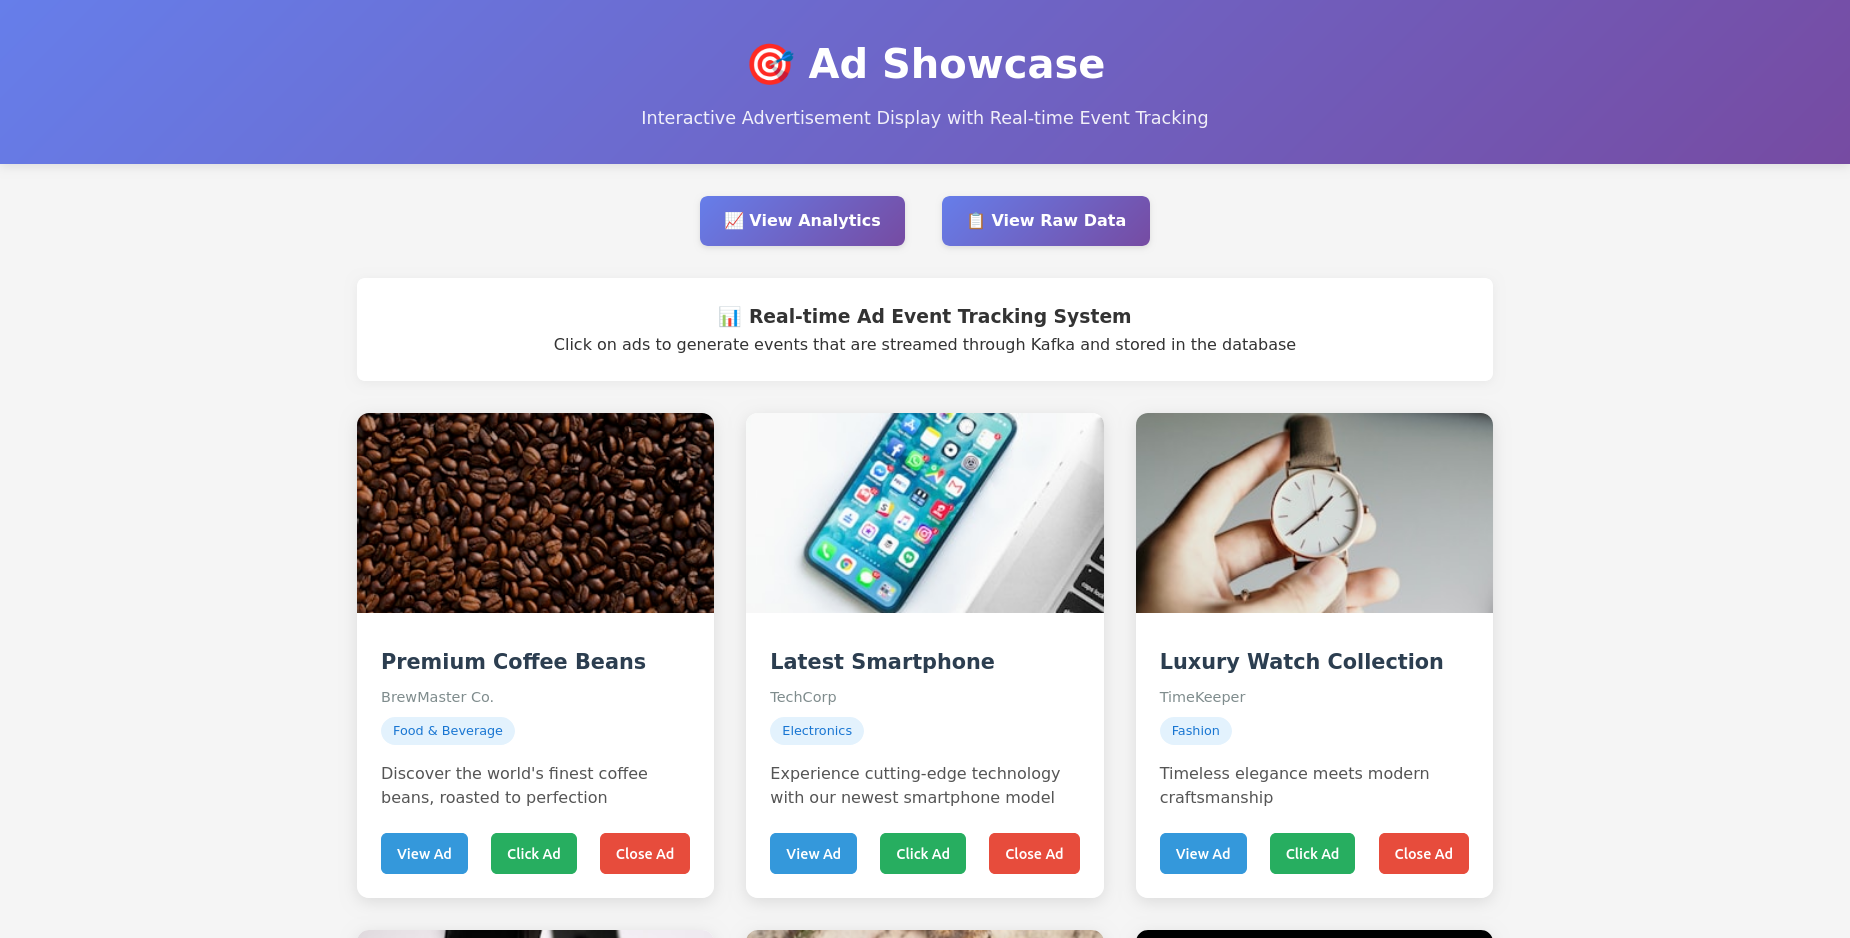 🎯 Ad Showcase
Interactive Advertisement Display with Real-time Event Tracking
📈 View Analytics
📋 View Raw Data
📊 Real-time Ad Event Tracking System
Click on ads to generate events that are streamed through Kafka and stored in the database
Premium Coffee Beans
BrewMaster Co.
Food & Beverage
Discover the world's finest coffee
beans, roasted to perfection
View Ad
Click Ad
Close Ad
Latest Smartphone
TechCorp
Electronics
Experience cutting-edge technology
with our newest smartphone model
View Ad
Click Ad
Close Ad
Luxury Watch Collection
TimeKeeper
Fashion
Timeless elegance meets modern
craftsmanship
View Ad
Click Ad
Close Ad